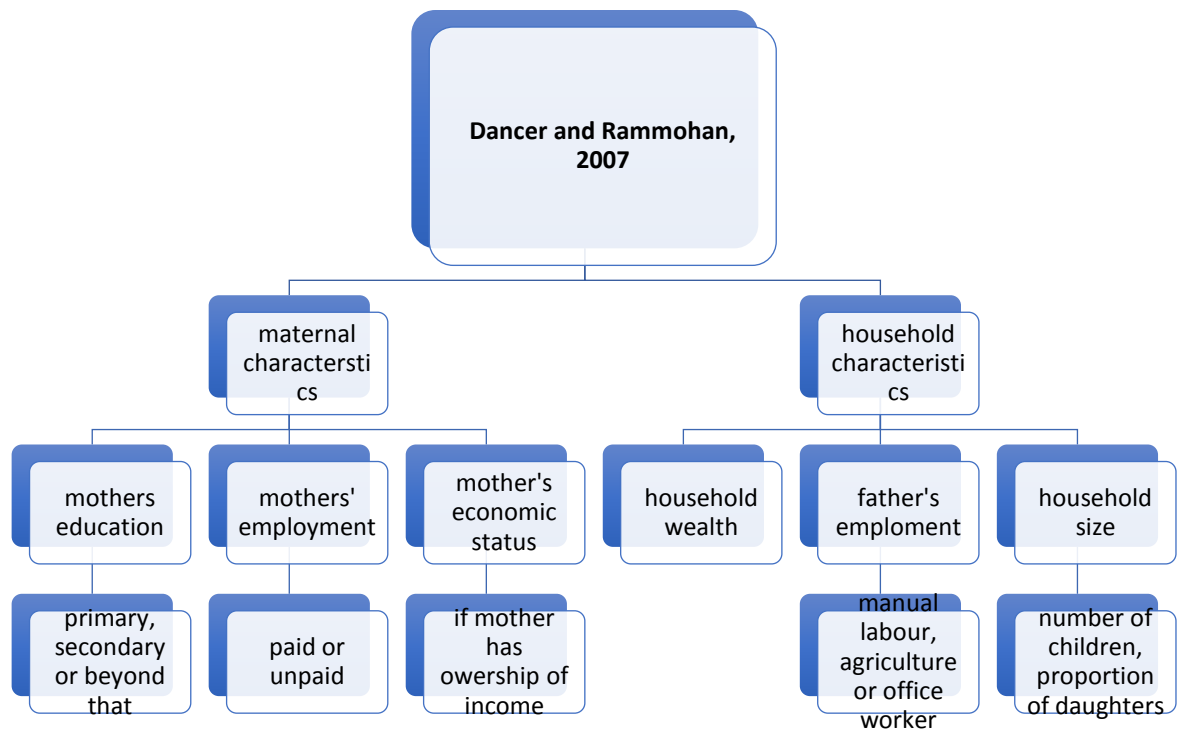 Dancer and Rammohan,
2007
maternal
charactersti
cs
household
characteristi
cs
mothers
education
mothers'
employment
mother's
economic
status
household
wealth
father's
emploment
household
size
primary,
secondary
or beyond
that
paid or
unpaid
if mother
has
owership of
income
manual
labour,
agriculture
or office
worker
number of
children,
proportion
of daughters